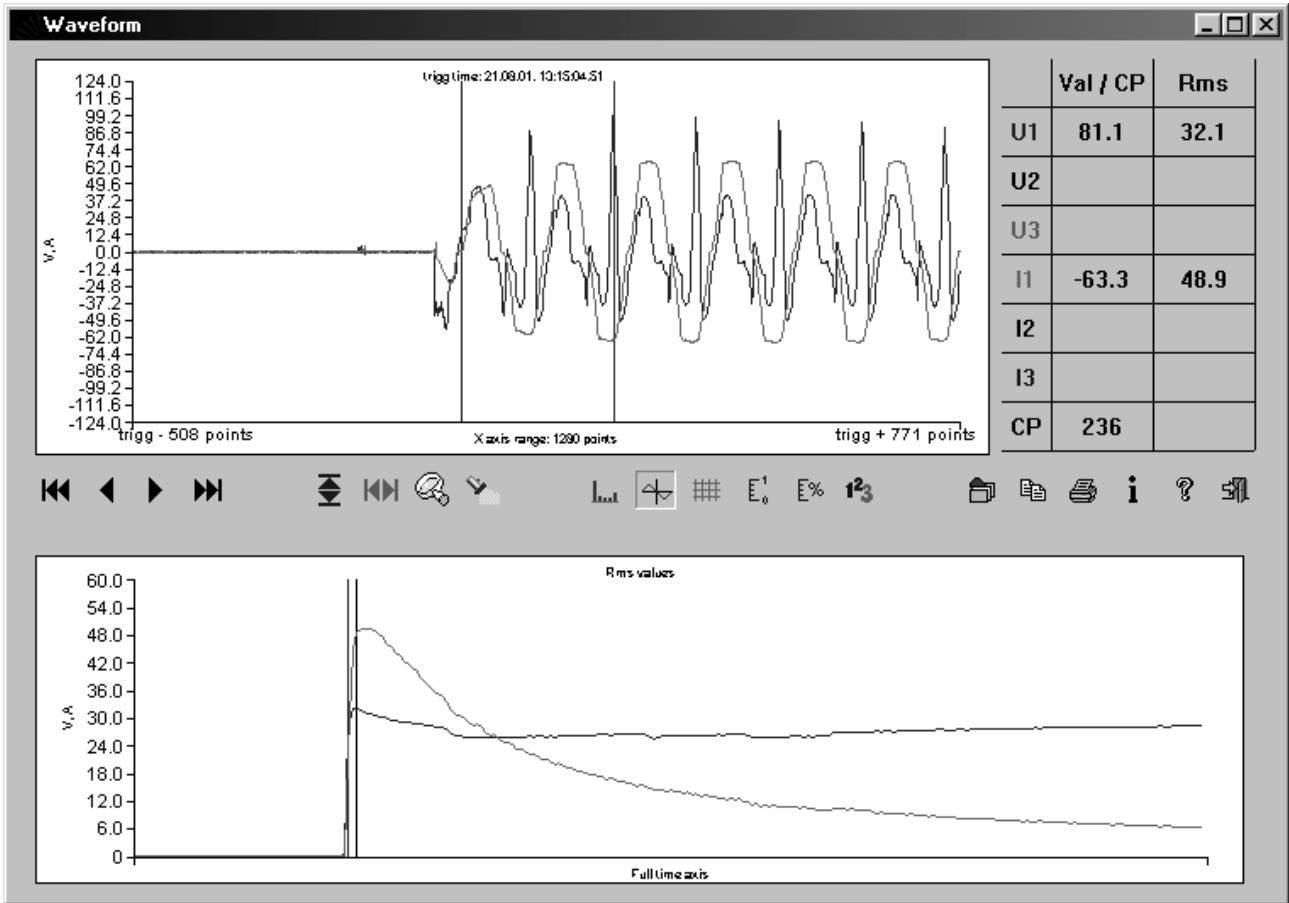 Waveform
trigg time: 21.08.01. 13:15:04.51
124.0
111.6
99.2
86.8
74.4
62.0
49.6
37.2
24.8
12.4
0.0
-12.4
-24.8
-37.2
-49.6
-62.0
-74.4
-86.8
-99.2
-111.6
-124.0
V,A
trigg - 508 points
X axis range: 1280 points
trigg + 771 points
Val / CP Rms
U1 81.1 32.1
U2
U3
I1 -63.3 48.9
I2
I3
CP 236
E 1 0
E%
123
i
?
Rms values
60.0
54.0
48.0
42.0
36.0
30.0
24.0
18.0
12.0
6.0
0
V,A
Full time axis